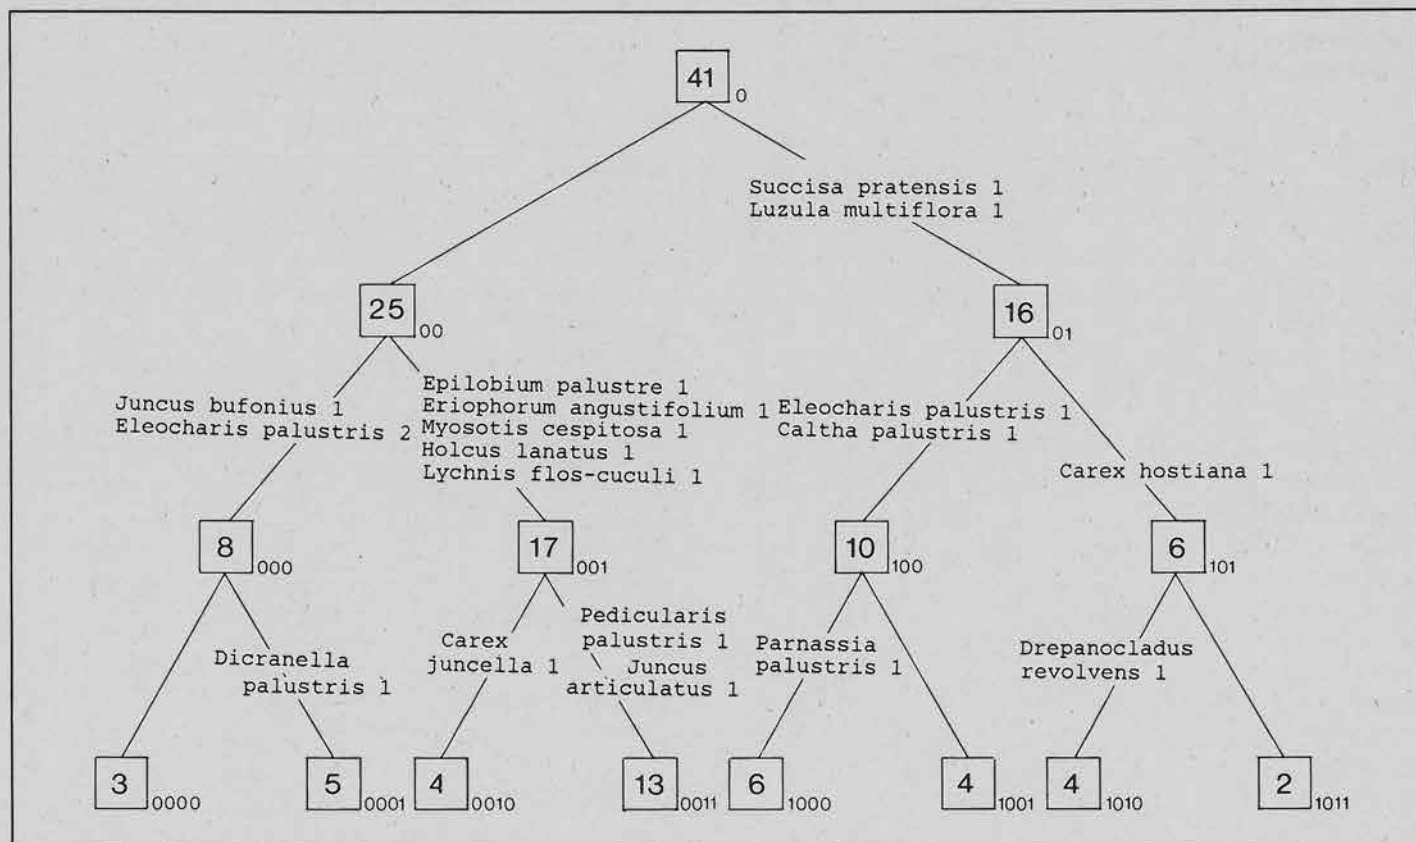 41
0
Succisa pratensis 1
Luzula multiflora 1
25
00
16
01
Juncus bufonius 1
Eleocharis palustris 2
Epilobium palustre 1
Eriophorum angustifolium 1
Myosotis cespitosa 1
Holcus lanatus 1
Lychnis flos-cuculi 1
Eleocharis palustris 1
Caltha palustris 1
Carex hostiana 1
8
000
17
001
10
100
6
101
Dicranella
palustris 1
Carex
juncella 1
Pedicularis
palustris 1
Juncus
articulatus 1
Parnassia
palustris 1
Drepanocladus
revolvens 1
3
0000
5
0001
4
0010
13
0011
6
1000
4
1001
4
1010
2
1011